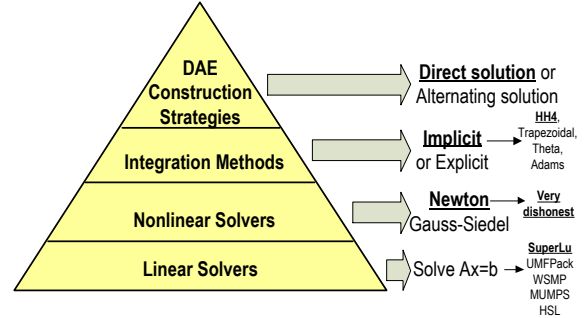 DAE
Construction
Strategies
Direct solution or
Alternating solution
Integration Methods
Implicit
or Explicit
HH4,
Trapezoidal,
Theta,
Adams
Nonlinear Solvers
Newton
Gauss-Siedel
Very
dishonest
Linear Solvers
Solve Ax=b
SuperLu
UMFPack
WSMP
MUMPS
HSL